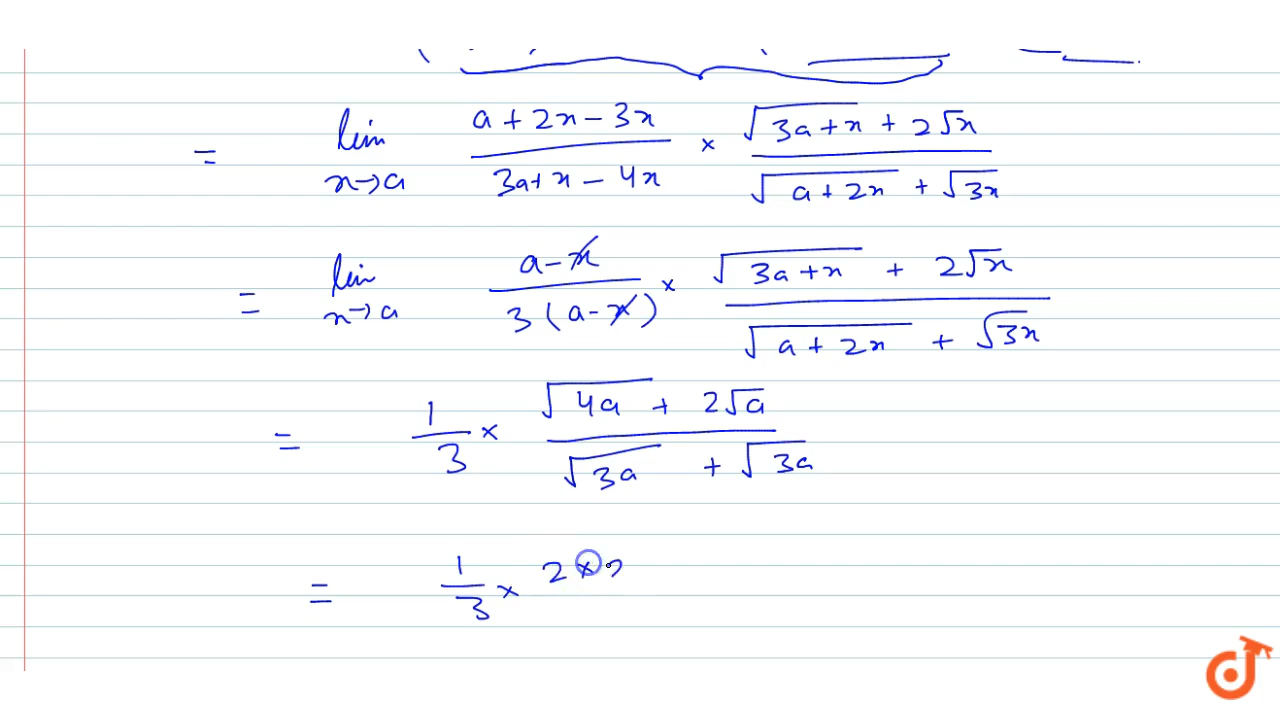 = lim x→a (a + 2x − 3x)/(3a + x − 4x) × (√(3a + x) + 2√x)/(√(a + 2x) + √3x)
= lim x→a (a − x)/(3(a − x)) × (√(3a + x) + 2√x)/(√(a + 2x) + √3x)
= 1/3 × (√4a + 2√a)/(√3a + √3a)
= 1/3 × 2 ×